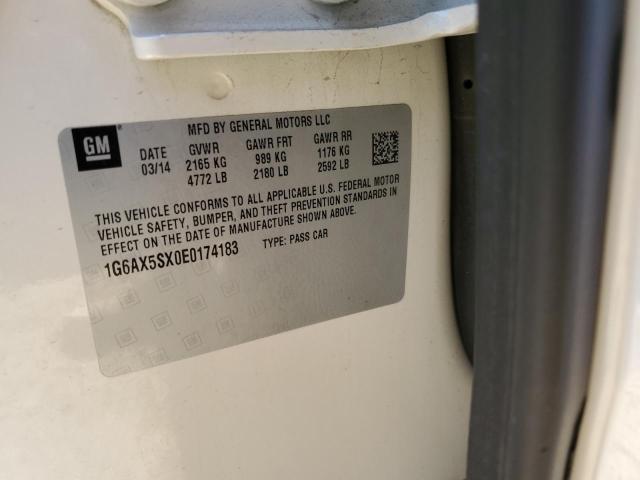 GM
MFD BY GENERAL MOTORS LLC
DATE GVWR GAWR FRT GAWR RR
03/14 2165 KG 989 KG 1176 KG
4772 LB 2180 LB 2592 LB
THIS VEHICLE CONFORMS TO ALL APPLICABLE U.S. FEDERAL MOTOR
VEHICLE SAFETY, BUMPER, AND THEFT PREVENTION STANDARDS IN
EFFECT ON THE DATE OF MANUFACTURE SHOWN ABOVE.
1G6AX5SX0E0174183 TYPE: PASS CAR